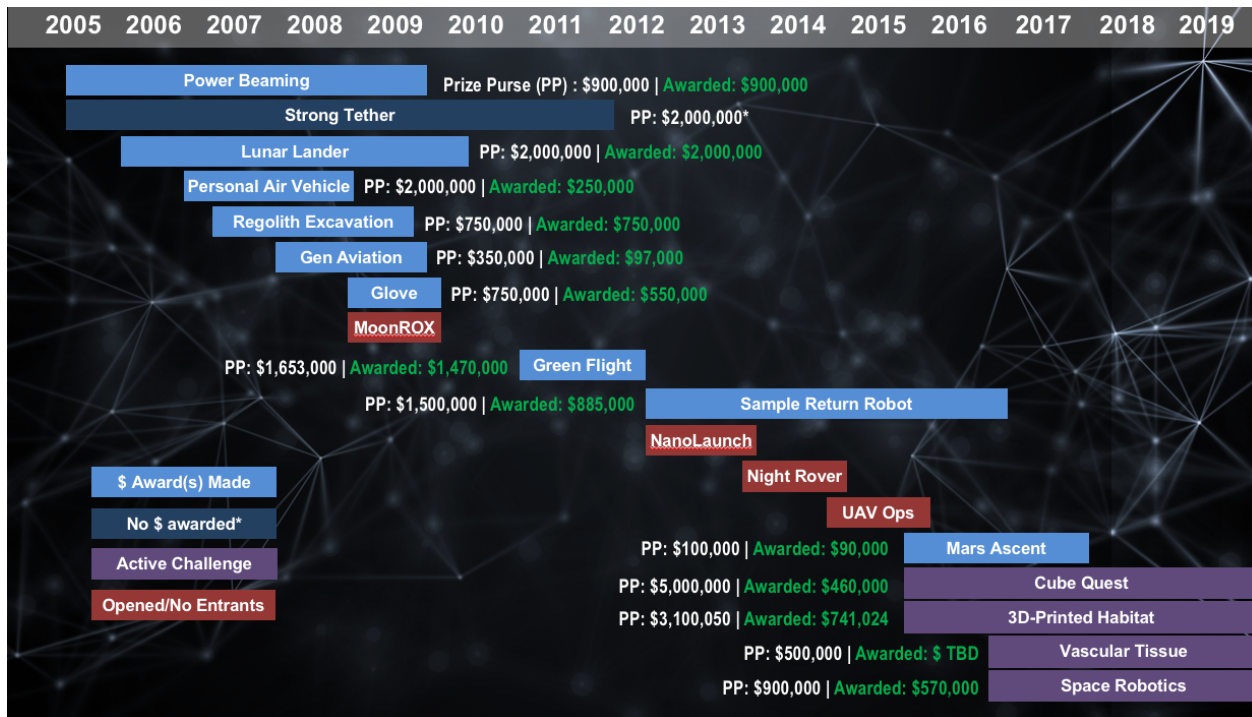 2005 2006 2007 2008 2009 2010 2011 2012 2013 2014 2015 2016 2017 2018 2019
Power Beaming Prize Purse (PP) : $900,000 | Awarded: $900,000
Strong Tether PP: $2,000,000*
Lunar Lander PP: $2,000,000 | Awarded: $2,000,000
Personal Air Vehicle PP: $2,000,000 | Awarded: $250,000
Regolith Excavation PP: $750,000 | Awarded: $750,000
Gen Aviation PP: $350,000 | Awarded: $97,000
Glove PP: $750,000 | Awarded: $550,000
MoonROX
PP: $1,653,000 | Awarded: $1,470,000 Green Flight
PP: $1,500,000 | Awarded: $885,000 Sample Return Robot
NanoLaunch
Night Rover
UAV Ops
PP: $100,000 | Awarded: $90,000 Mars Ascent
PP: $5,000,000 | Awarded: $460,000 Cube Quest
PP: $3,100,050 | Awarded: $741,024 3D-Printed Habitat
PP: $500,000 | Awarded: $ TBD Vascular Tissue
PP: $900,000 | Awarded: $570,000 Space Robotics
$ Award(s) Made
No $ awarded*
Active Challenge
Opened/No Entrants